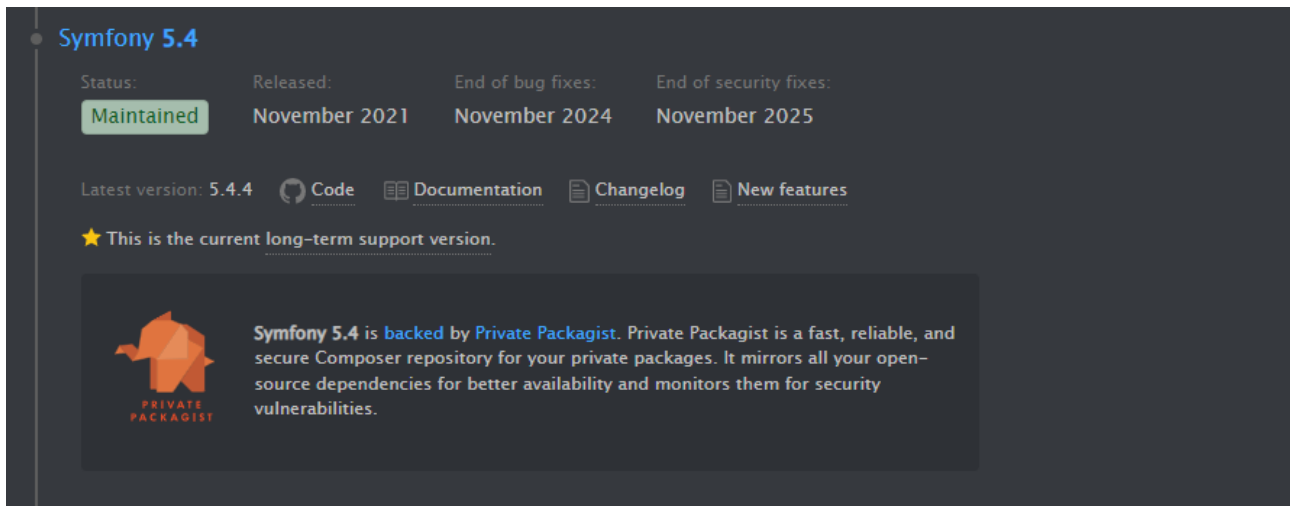 Symfony 5.4
Status: Released: End of bug fixes: End of security fixes:
Maintained November 2021 November 2024 November 2025
Latest version: 5.4.4 Code Documentation Changelog New features
This is the current long-term support version.
Symfony 5.4 is backed by Private Packagist. Private Packagist is a fast, reliable, and
secure Composer repository for your private packages. It mirrors all your open-
source dependencies for better availability and monitors them for security
vulnerabilities.
PRIVATE
PACKAGIST